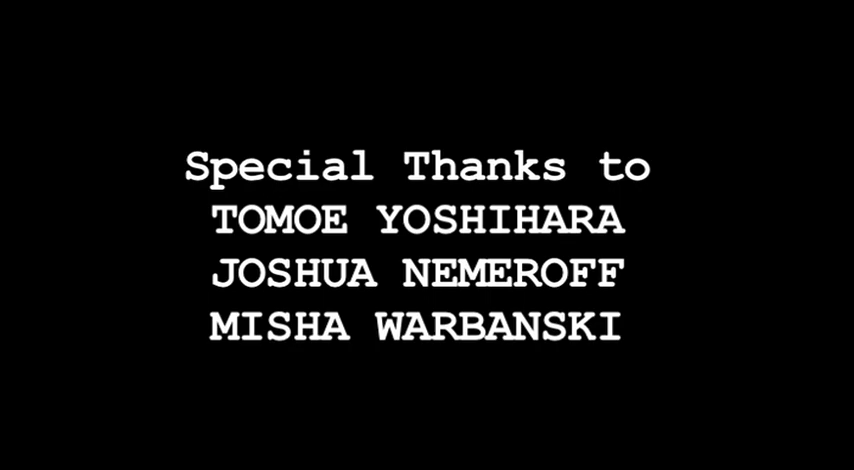 Special Thanks to
TOMOE YOSHIHARA
JOSHUA NEMEROFF
MISHA WARBANSKI